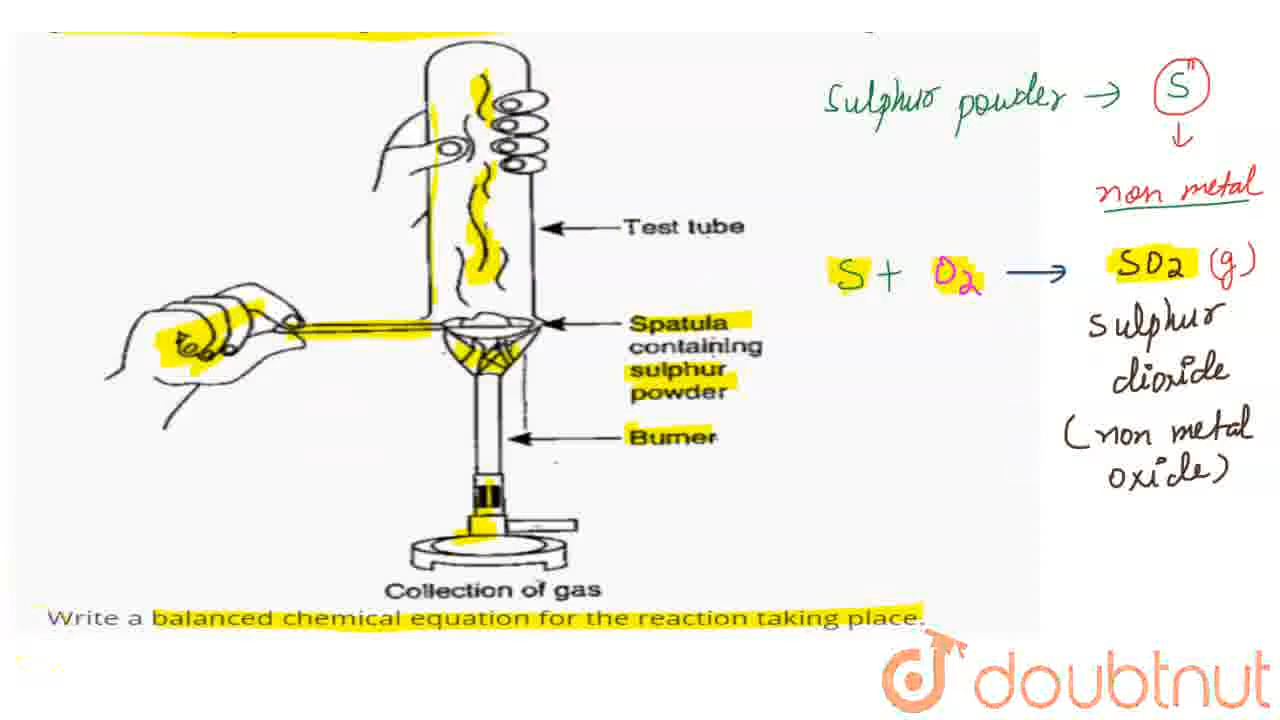 Sulphur powder → S
non metal
Test tube
S + O2 → SO2 (g)
Sulphur
dioxide
(non metal
oxide)
Spatula
containing
sulphur
powder
Burner
Collection of gas
Write a balanced chemical equation for the reaction taking place.
doubtnut